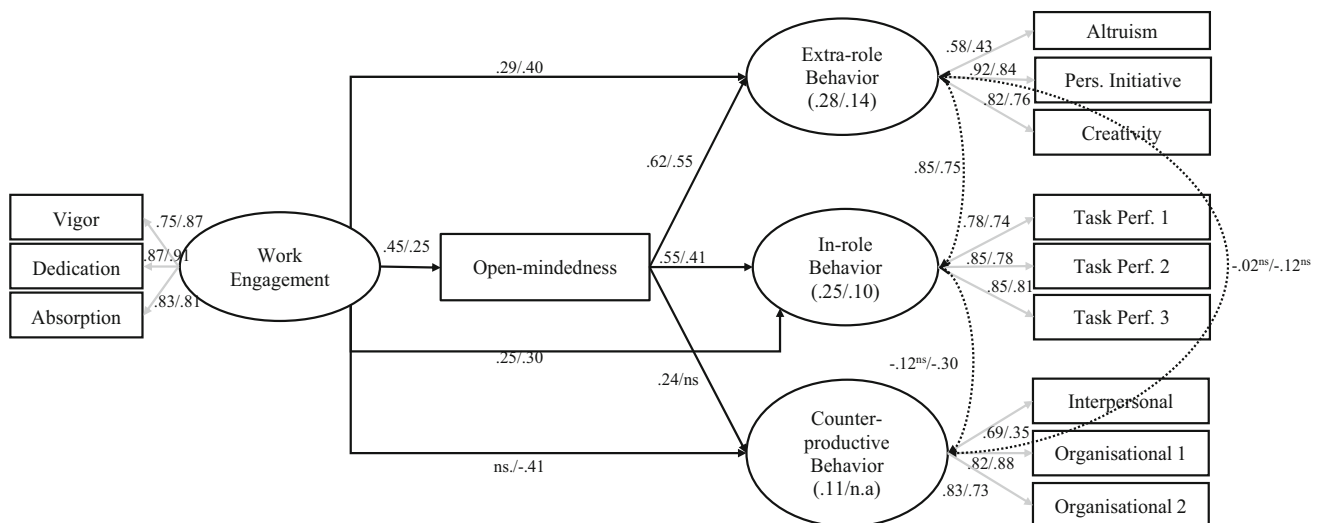 Vigor
Dedication
Absorption
.75/.87
.87/.91
.83/.81
Work
Engagement
.29/.40
.45/.25
.25/.30
ns./-.41
Open-mindedness
.62/.55
.55/.41
.24/ns
Extra-role
Behavior
(.28/.14)
In-role
Behavior
(.25/.10)
Counter-
productive
Behavior
(.11/n.a)
.85/.75
-.12ⁿˢ/-.30
-.02ⁿˢ/-.12ⁿˢ
.58/.43
.92/.84
.82/.76
Altruism
Pers. Initiative
Creativity
.78/.74
.85/.78
.85/.81
Task Perf. 1
Task Perf. 2
Task Perf. 3
.69/.35
.82/.88
.83/.73
Interpersonal
Organisational 1
Organisational 2